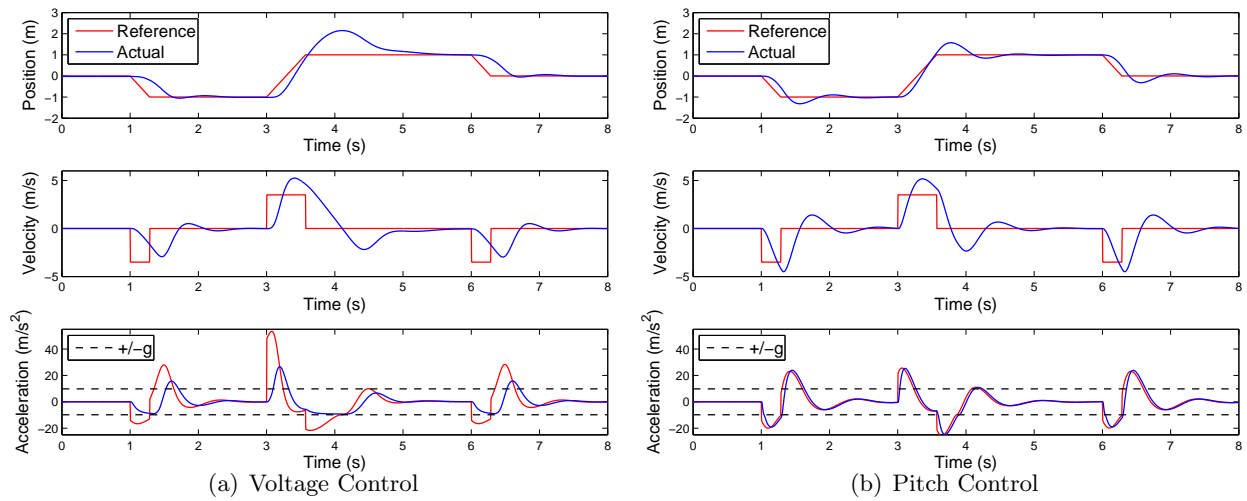 3
2
1
0
−1
−2
Position (m)
Reference
Actual
0 1 2 3 4 5 6 7 8
Time (s)
5
0
−5
Velocity (m/s)
0 1 2 3 4 5 6 7 8
Time (s)
40
20
0
−20
Acceleration (m/s²)
+/−g
0 1 2 3 4 5 6 7 8
Time (s)
(a) Voltage Control
3
2
1
0
−1
−2
Position (m)
Reference
Actual
0 1 2 3 4 5 6 7 8
Time (s)
5
0
−5
Velocity (m/s)
0 1 2 3 4 5 6 7 8
Time (s)
40
20
0
−20
Acceleration (m/s²)
+/−g
0 1 2 3 4 5 6 7 8
Time (s)
(b) Pitch Control